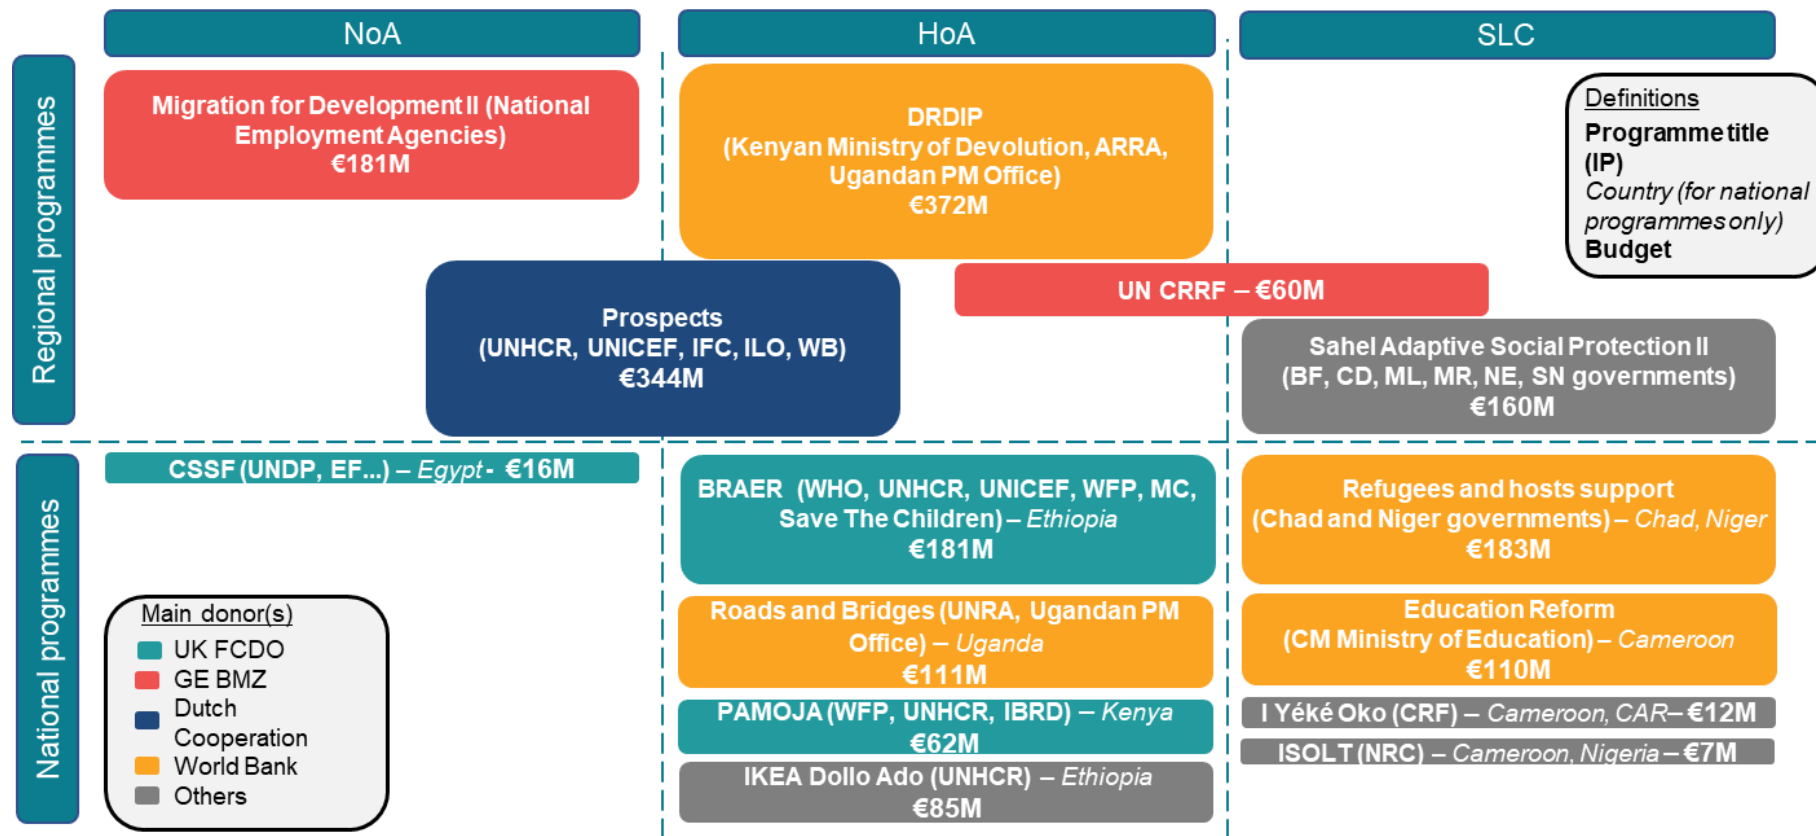 NoA
HoA
SLC
Regional programmes
Migration for Development II (National
Employment Agencies)
€181M
DRDIP
(Kenyan Ministry of Devolution, ARRA,
Ugandan PM Office)
€372M
Definitions
Programme title
(IP)
Country (for national
programmes only)
Budget
UN CRRF – €60M
Prospects
(UNHCR, UNICEF, IFC, ILO, WB)
€344M
Sahel Adaptive Social Protection II
(BF, CD, ML, MR, NE, SN governments)
€160M
National programmes
CSSF (UNDP, EF...) – Egypt - €16M
BRAER (WHO, UNHCR, UNICEF, WFP, MC,
Save The Children) – Ethiopia
€181M
Refugees and hosts support
(Chad and Niger governments) – Chad, Niger
€183M
Roads and Bridges (UNRA, Ugandan PM
Office) – Uganda
€111M
Education Reform
(CM Ministry of Education) – Cameroon
€110M
PAMOJA (WFP, UNHCR, IBRD) – Kenya
€62M
I Yéké Oko (CRF) – Cameroon, CAR– €12M
ISOLT (NRC) – Cameroon, Nigeria – €7M
IKEA Dollo Ado (UNHCR) – Ethiopia
€85M
Main donor(s)
UK FCDO
GE BMZ
Dutch
Cooperation
World Bank
Others